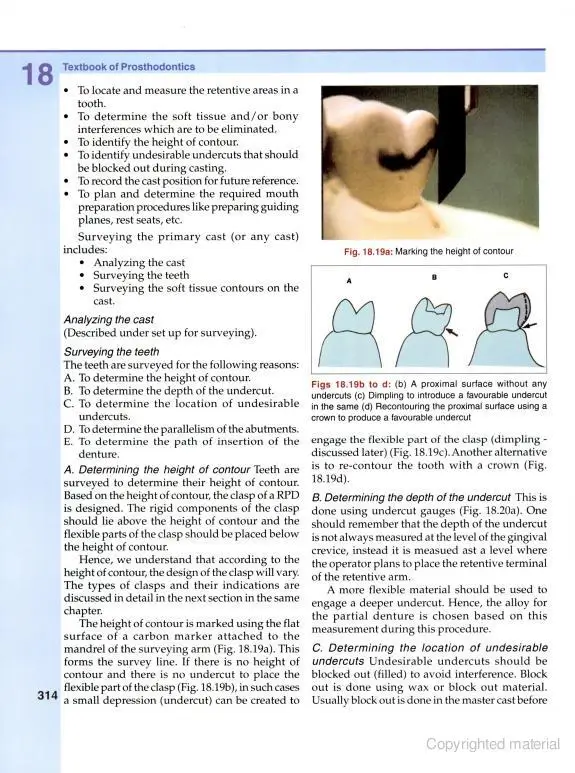 18
Textbook of Prosthodontics
• To locate and measure the retentive areas in a
tooth.
• To determine the soft tissue and/or bony
interferences which are to be eliminated.
• To identify the height of contour.
• To identify undesirable undercuts that should
be blocked out during casting.
• To record the cast position for future reference.
• To plan and determine the required mouth
preparation procedures like preparing guiding
planes, rest seats, etc.
Surveying the primary cast (or any cast)
includes:
• Analyzing the cast
• Surveying the teeth
• Surveying the soft tissue contours on the
cast.
Analyzing the cast
(Described under set up for surveying).
Surveying the teeth
The teeth are surveyed for the following reasons:
A. To determine the height of contour.
B. To determine the depth of the undercut.
C. To determine the location of undesirable
undercuts.
D. To determine the parallelism of the abutments.
E. To determine the path of insertion of the
denture.
A. Determining the height of contour Teeth are
surveyed to determine their height of contour.
Based on the height of contour, the clasp of a RPD
is designed. The rigid components of the clasp
should lie above the height of contour and the
flexible parts of the clasp should be placed below
the height of contour.
Hence, we understand that according to the
height of contour, the design of the clasp will vary.
The types of clasps and their indications are
discussed in detail in the next section in the same
chapter.
The height of contour is marked using the flat
surface of a carbon marker attached to the
mandrel of the surveying arm (Fig. 18.19a). This
forms the survey line. If there is no height of
contour and there is no undercut to place the
flexible part of the clasp (Fig. 18.19b), in such cases
a small depression (undercut) can be created to
314
Fig. 18.19a: Marking the height of contour
A
B
C
Figs 18.19b to d: (b) A proximal surface without any
undercuts (c) Dimpling to introduce a favourable undercut
in the same (d) Recontouring the proximal surface using a
crown to produce a favourable undercut
engage the flexible part of the clasp (dimpling -
discussed later) (Fig. 18.19c). Another alternative
is to re-contour the tooth with a crown (Fig.
18.19d).
B. Determining the depth of the undercut This is
done using undercut gauges (Fig. 18.20a). One
should remember that the depth of the undercut
is not always measured at the level of the gingival
crevice, instead it is measued ast a level where
the operator plans to place the retentive terminal
of the retentive arm.
A more flexible material should be used to
engage a deeper undercut. Hence, the alloy for
the partial denture is chosen based on this
measurement during this procedure.
C. Determining the location of undesirable
undercuts Undesirable undercuts should be
blocked out (filled) to avoid interference. Block
out is done using wax or block out material.
Usually block out is done in the master cast before
Copyrighted material